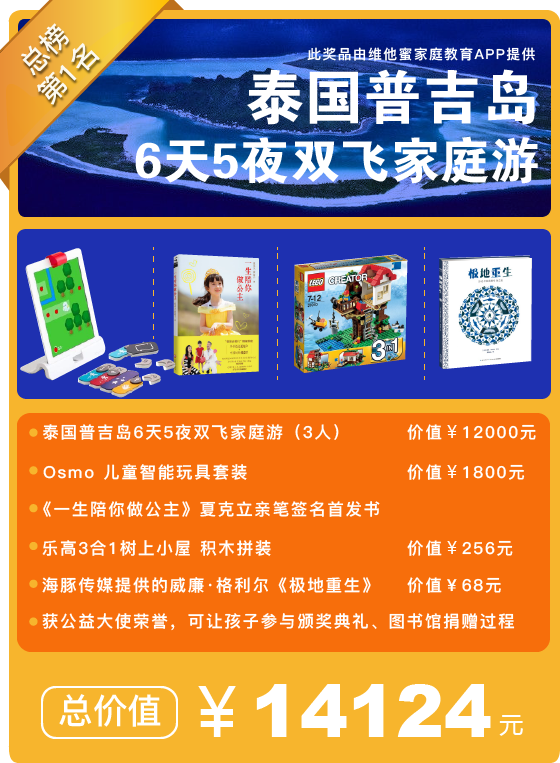 总榜
第1名
此奖品由维他蜜家庭教育APP提供
泰国普吉岛
6天5夜双飞家庭游
一生陪你
做公主
LEGO
CREATOR
7-12
3IN1
极地重生
泰国普吉岛6天5夜双飞家庭游（3人） 价值￥12000元
Osmo 儿童智能玩具套装 价值￥1800元
《一生陪你做公主》夏克立亲笔签名首发书
乐高3合1树上小屋 积木拼装 价值￥256元
海豚传媒提供的威廉·格利尔《极地重生》 价值￥68元
获公益大使荣誉，可让孩子参与颁奖典礼、图书馆捐赠过程
总价值 ￥14124元